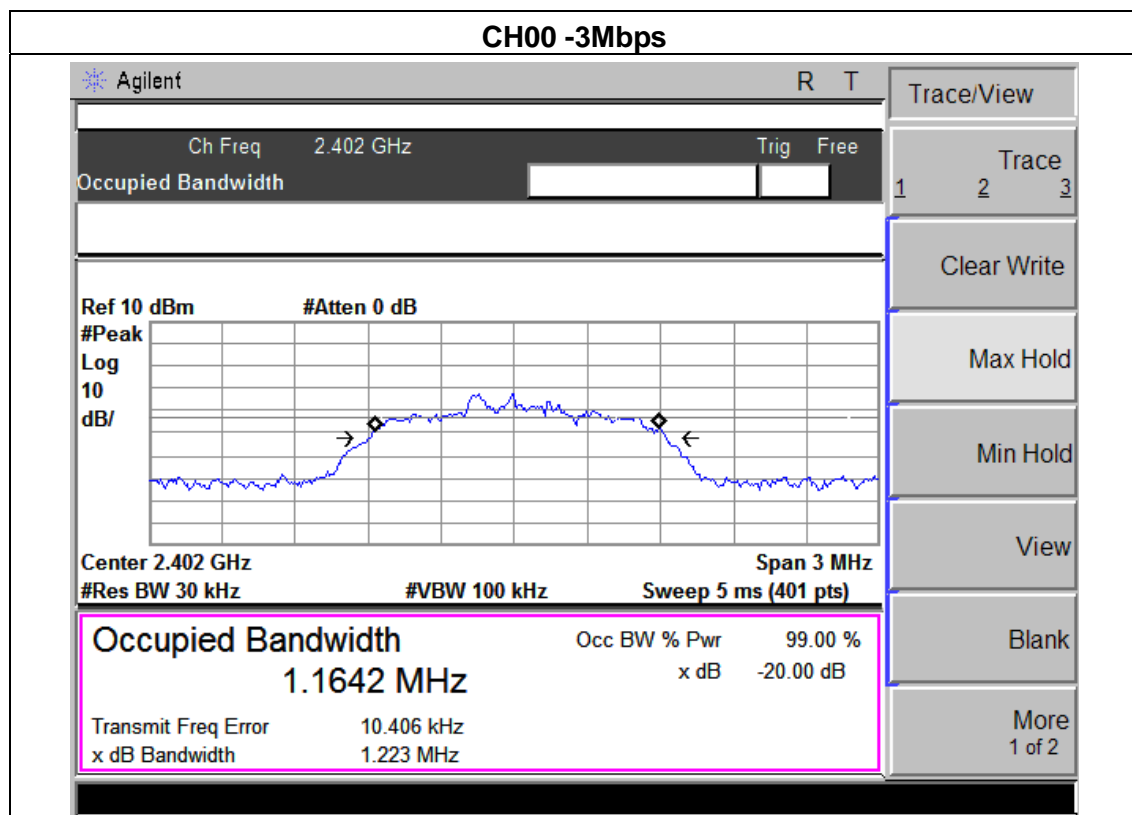 CH00 -3Mbps
Agilent R T
Trace/View
Ch Freq 2.402 GHz Trig Free
Occupied Bandwidth
Trace
1 2 3
Clear Write
Ref 10 dBm #Atten 0 dB
#Peak
Log
10
dB/
Max Hold
Min Hold
View
Center 2.402 GHz Span 3 MHz
#Res BW 30 kHz #VBW 100 kHz Sweep 5 ms (401 pts)
Occupied Bandwidth Occ BW % Pwr 99.00 %
1.1642 MHz x dB -20.00 dB
Blank
Transmit Freq Error 10.406 kHz
x dB Bandwidth 1.223 MHz
More
1 of 2